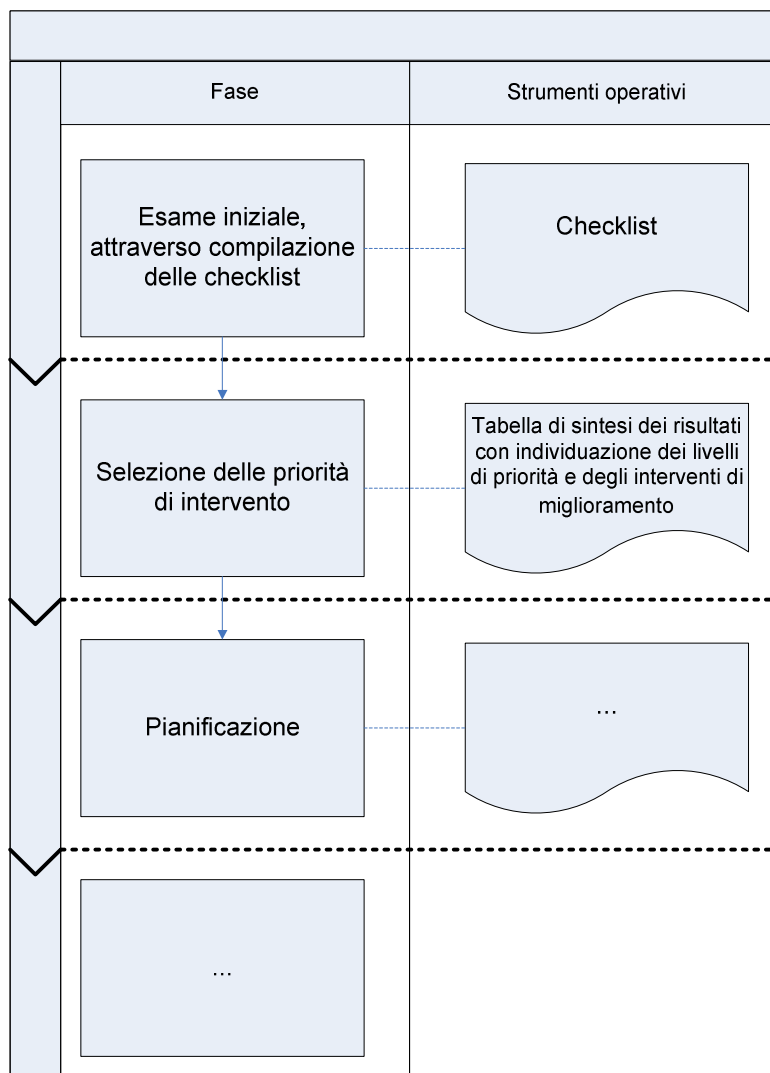 Fase
Strumenti operativi
Esame iniziale,
attraverso compilazione
delle checklist
Checklist
Selezione delle priorità
di intervento
Tabella di sintesi dei risultati
con individuazione dei livelli
di priorità e degli interventi di
miglioramento
Pianificazione
...
...